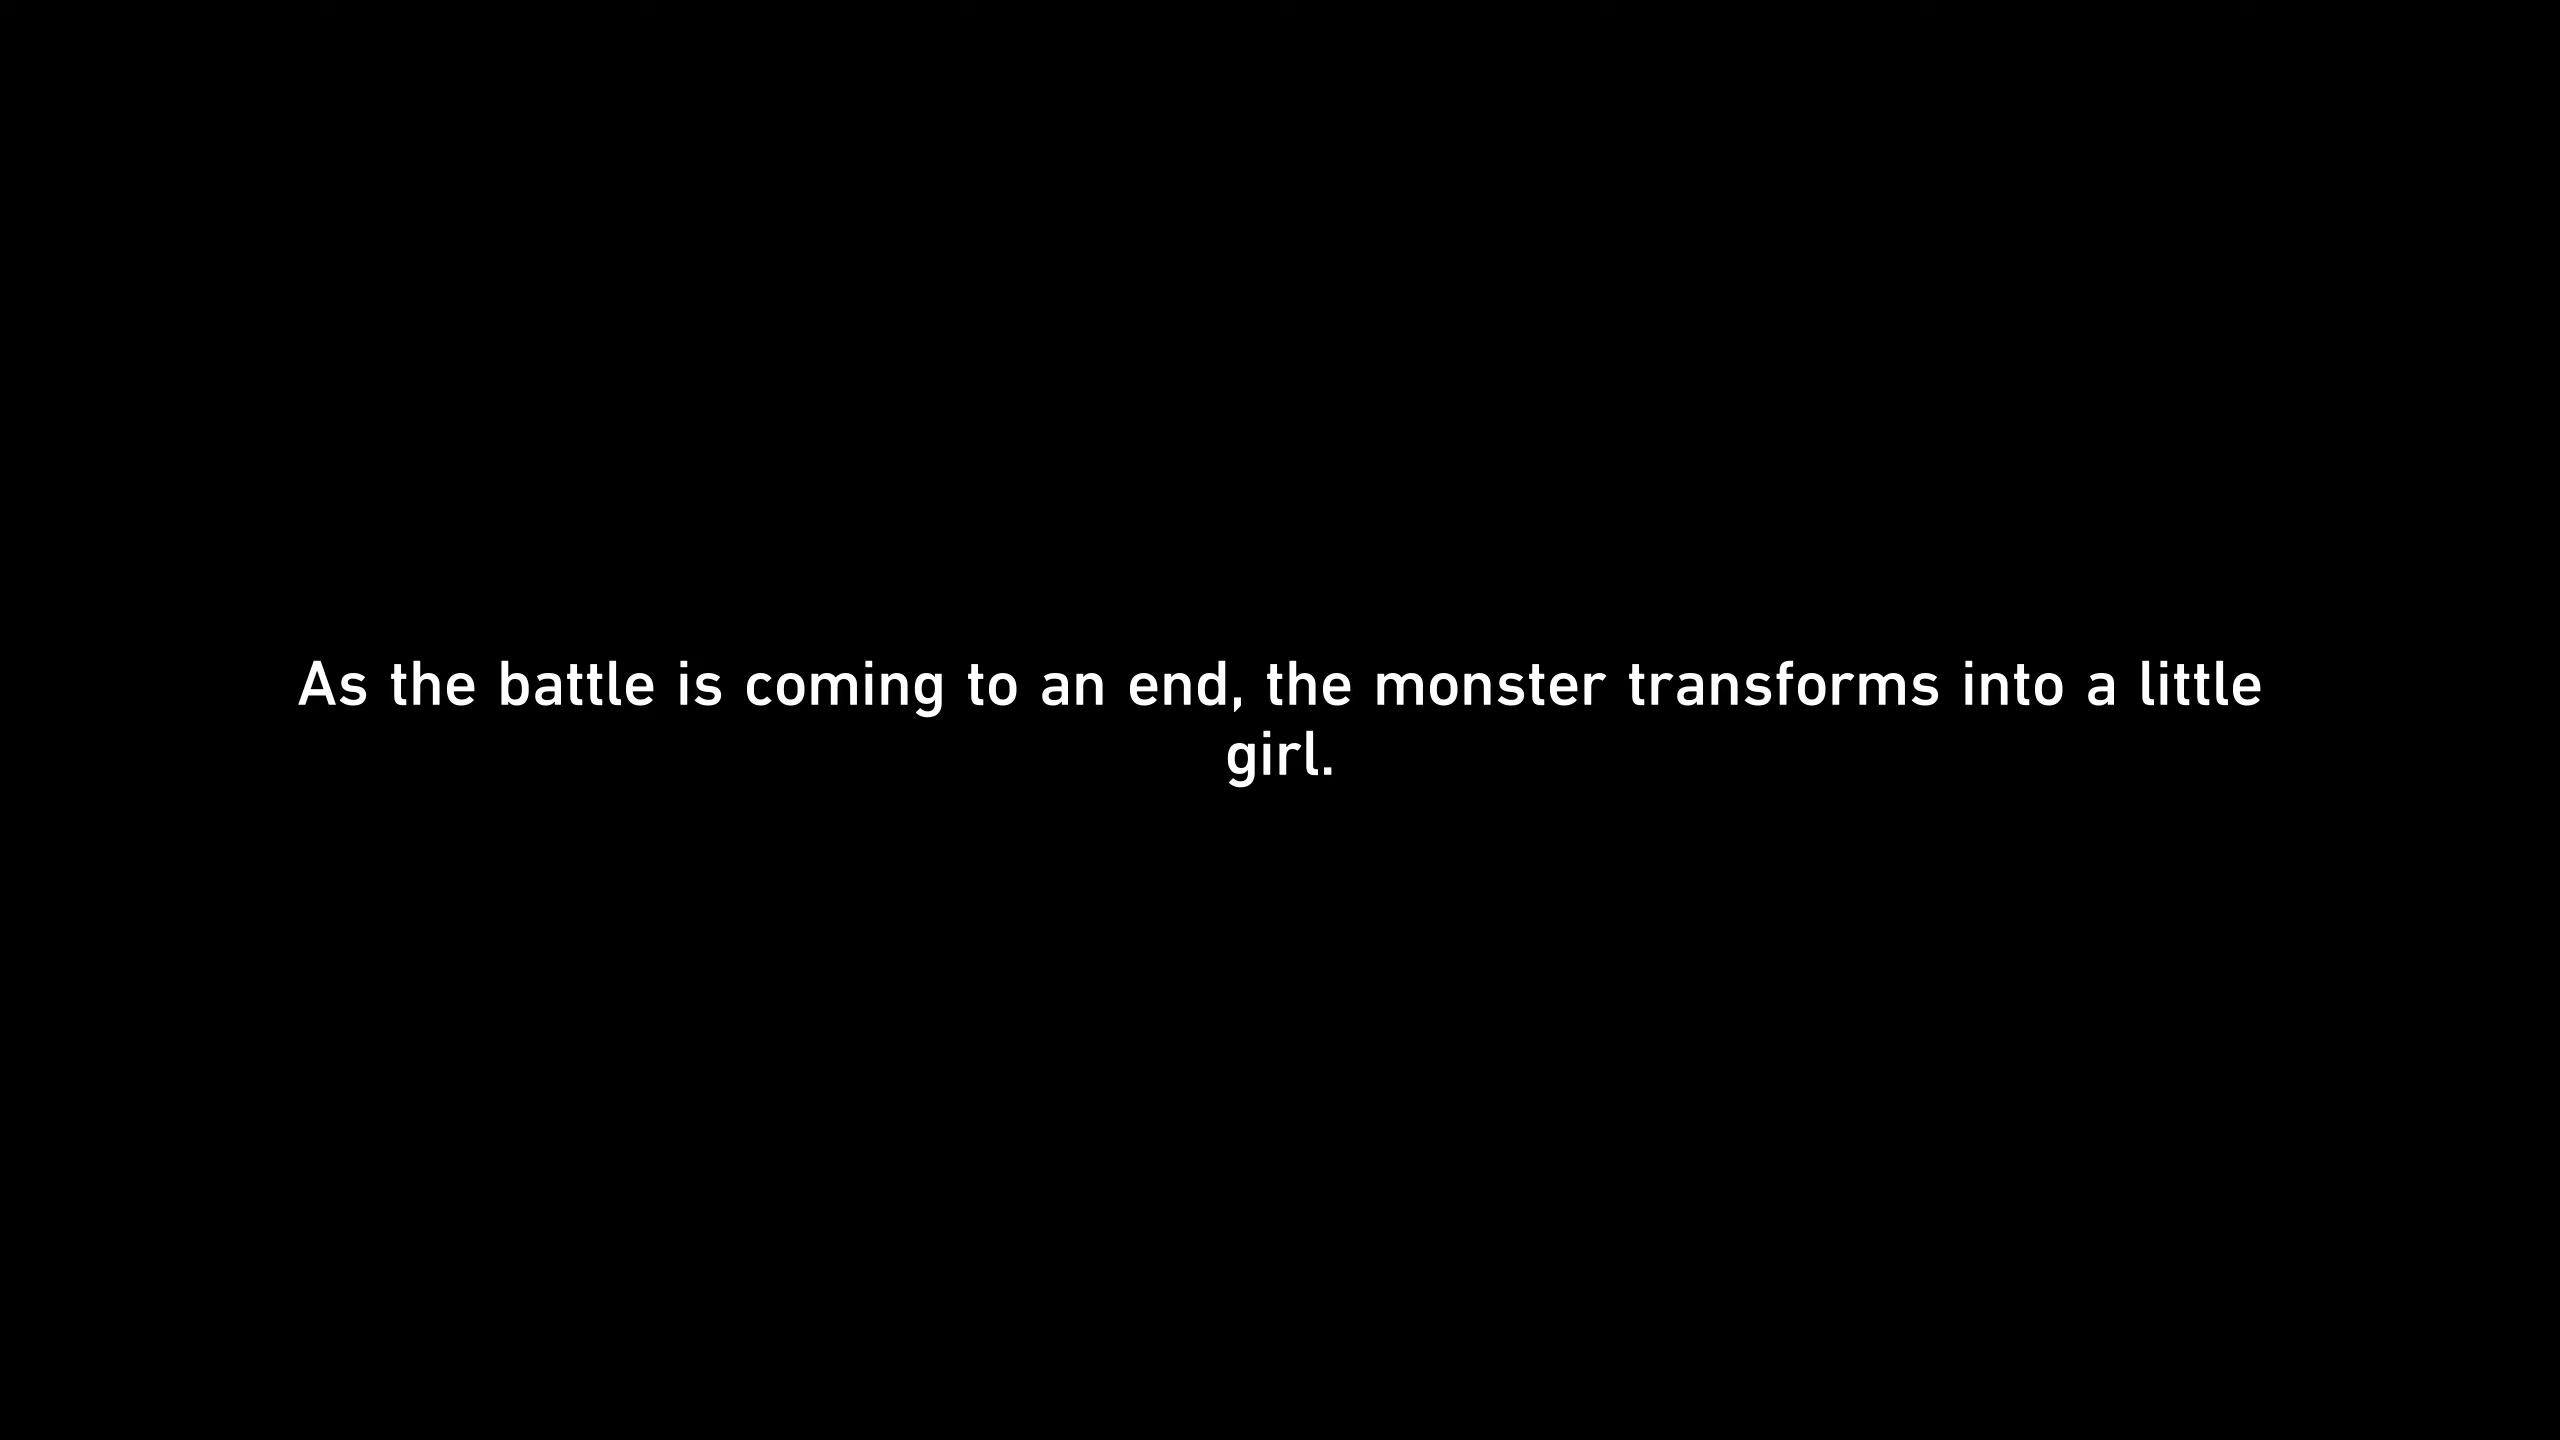 As the battle is coming to an end, the monster transforms into a little
girl.